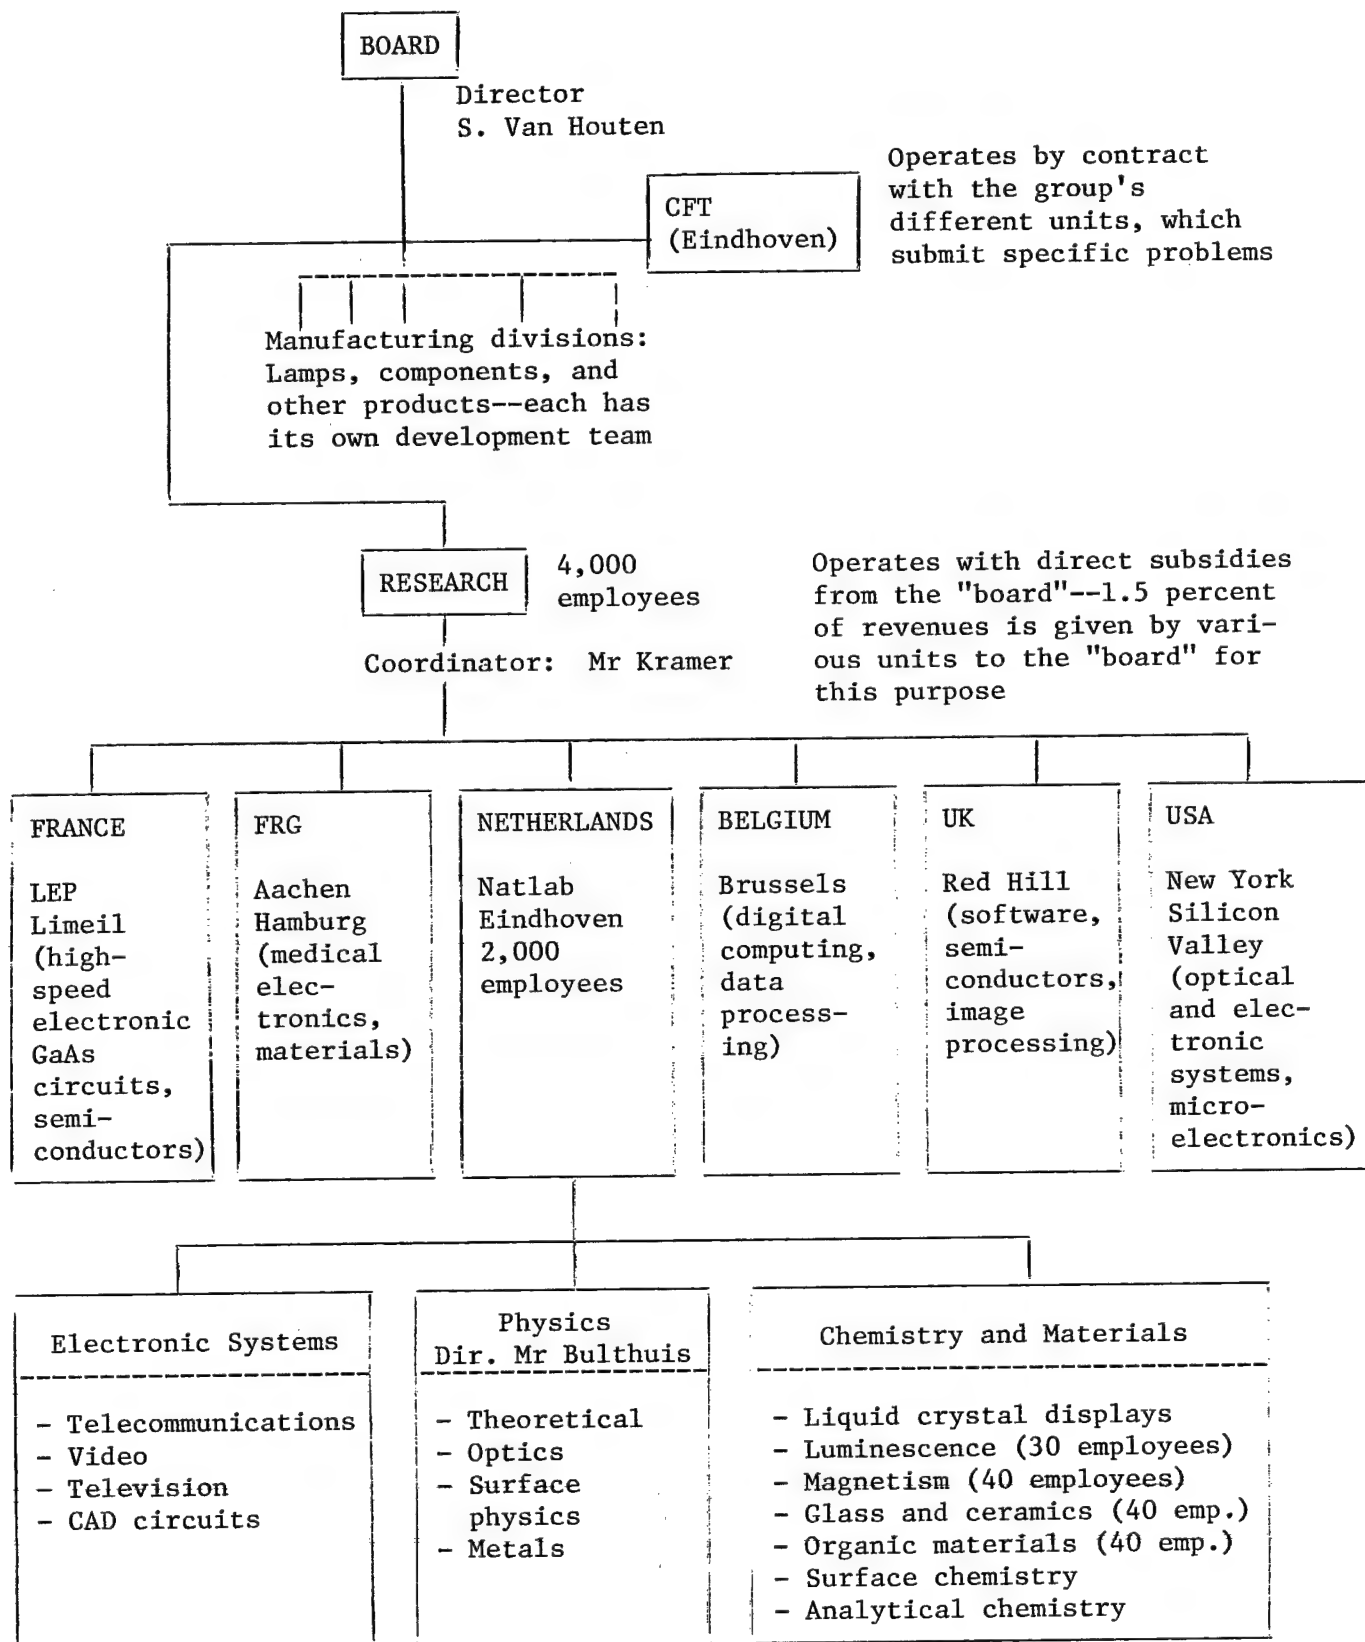 BOARD
Director
S. Van Houten
CFT
(Eindhoven)
Operates by contract
with the group's
different units, which
submit specific problems
Manufacturing divisions:
Lamps, components, and
other products--each has
its own development team
RESEARCH
4,000
employees
Operates with direct subsidies
from the "board"--1.5 percent
of revenues is given by vari-
ous units to the "board" for
this purpose
Coordinator: Mr Kramer
FRANCE
LEP
Limeil
(high-
speed
electronic
GaAs
circuits,
semi-
conductors)
FRG
Aachen
Hamburg
(medical
elec-
tronics,
materials)
NETHERLANDS
Natlab
Eindhoven
2,000
employees
BELGIUM
Brussels
(digital
computing,
data
process-
ing)
UK
Red Hill
(software,
semi-
conductors,
image
processing)
USA
New York
Silicon
Valley
(optical
and elec-
tronic
systems,
micro-
electronics)
Electronic Systems
- Telecommunications
- Video
- Television
- CAD circuits
Physics
Dir. Mr Bulthuis
- Theoretical
- Optics
- Surface
physics
- Metals
Chemistry and Materials
- Liquid crystal displays
- Luminescence (30 employees)
- Magnetism (40 employees)
- Glass and ceramics (40 emp.)
- Organic materials (40 emp.)
- Surface chemistry
- Analytical chemistry